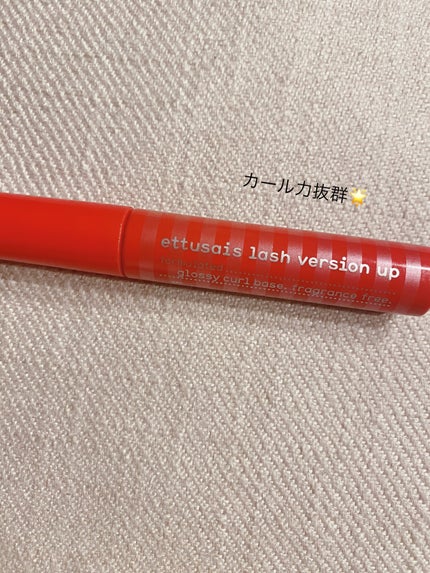 カール力抜群🌟
ettusais lash version up
glossy curl base. fragrance free.